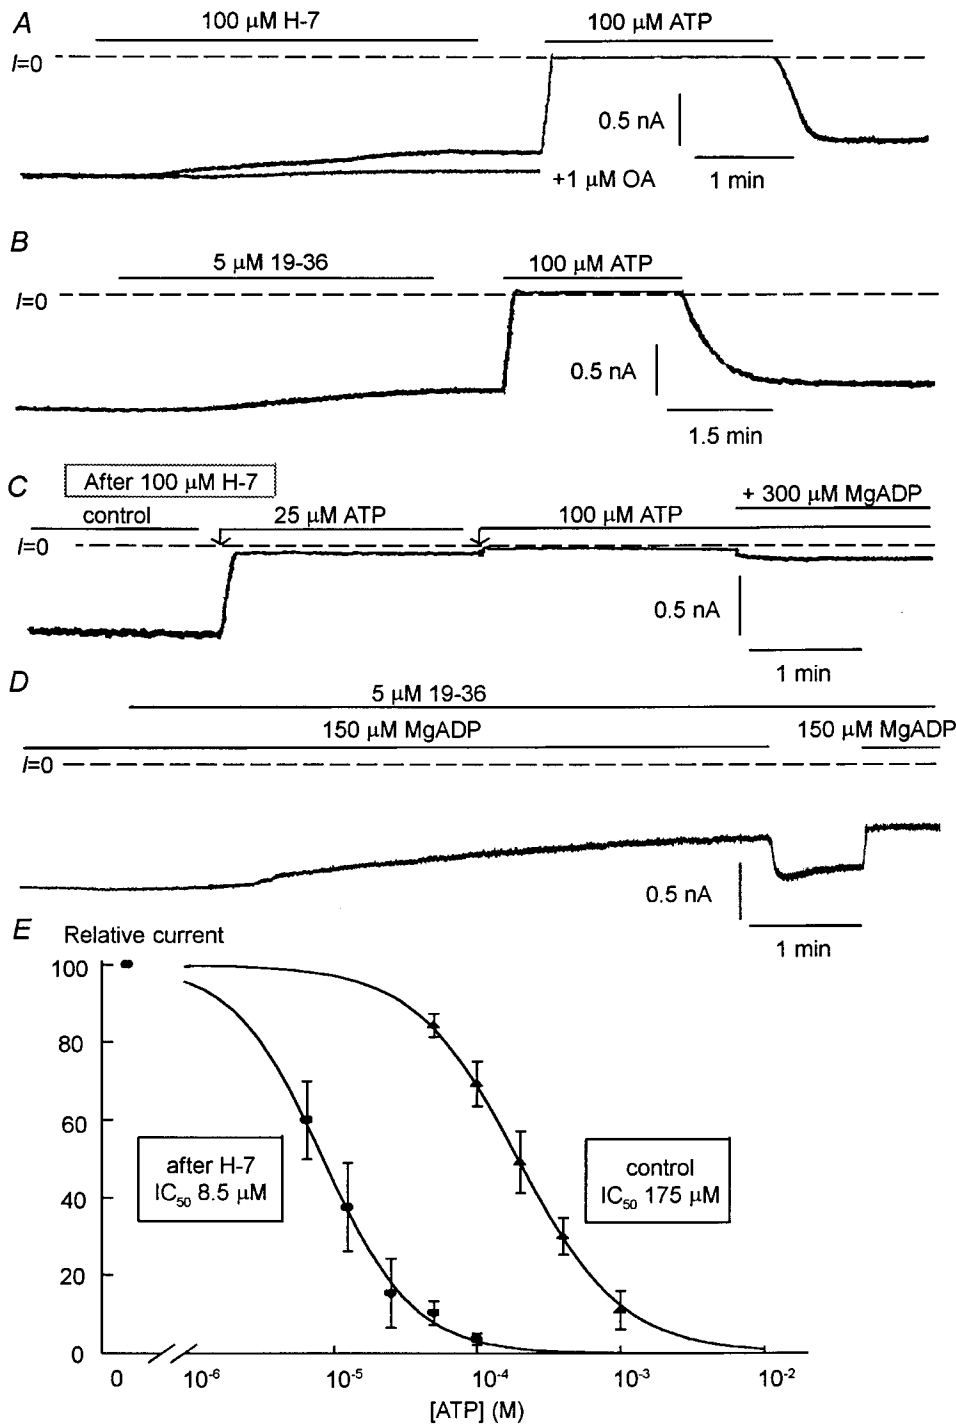 A
100 µM H-7
100 µM ATP
I=0
0.5 nA
1 min
+1 µM OA
B
5 µM 19-36
100 µM ATP
I=0
0.5 nA
1.5 min
C
After 100 µM H-7
+ 300 µM MgADP
control
25 µM ATP
100 µM ATP
I=0
0.5 nA
1 min
D
5 µM 19-36
150 µM MgADP
150 µM MgADP
I=0
0.5 nA
1 min
E
Relative current
100
80
60
40
20
0
after H-7
IC50 8.5 µM
control
IC50 175 µM
0
10-6
10-5
10-4
10-3
10-2
[ATP] (M)